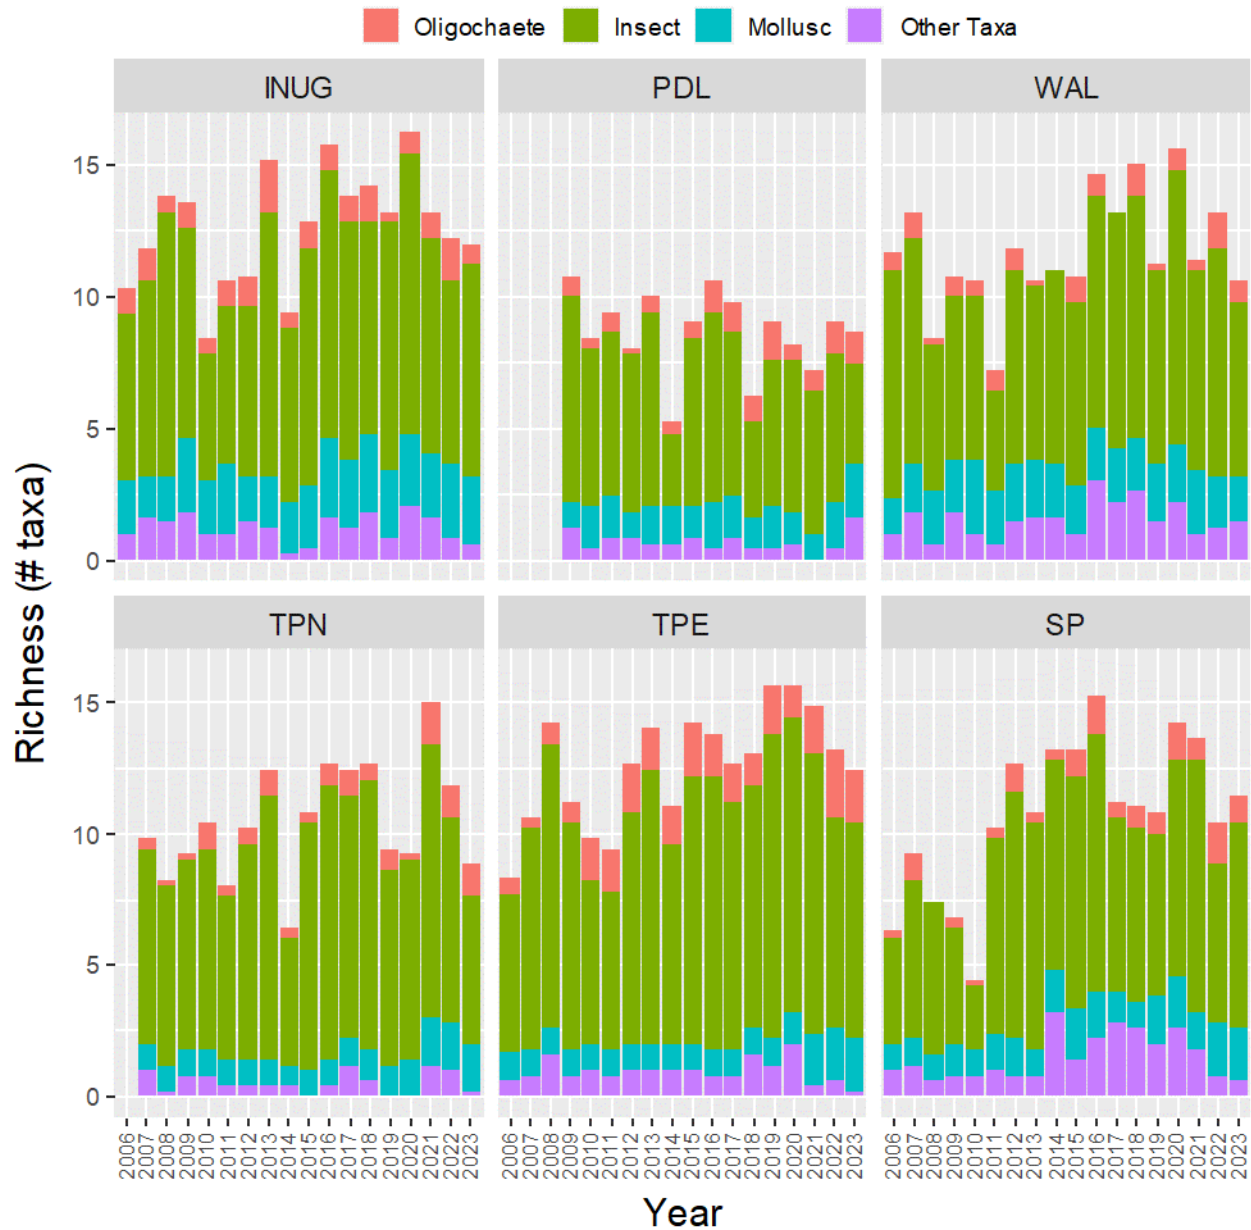 Oligochaete Insect Mollusc Other Taxa
INUG PDL WAL
15
10
5
0
TPN TPE SP
15
10
5
0
Richness (# taxa)
2006 2007 2008 2009 2010 2011 2012 2013 2014 2015 2016 2017 2018 2019 2020 2021 2022 2023 2006 2007 2008 2009 2010 2011 2012 2013 2014 2015 2016 2017 2018 2019 2020 2021 2022 2023 2006 2007 2008 2009 2010 2011 2012 2013 2014 2015 2016 2017 2018 2019 2020 2021 2022 2023
Year